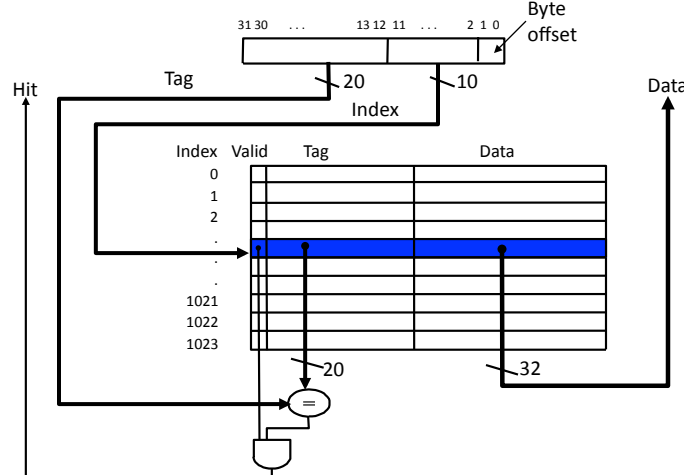 Byte
offset
31 30 ... 13 12 11 ... 2 1 0
Tag
20
10
Hit
Data
Index
Index Valid Tag Data
0
1
2
.
.
.
1021
1022
1023
20
32
=